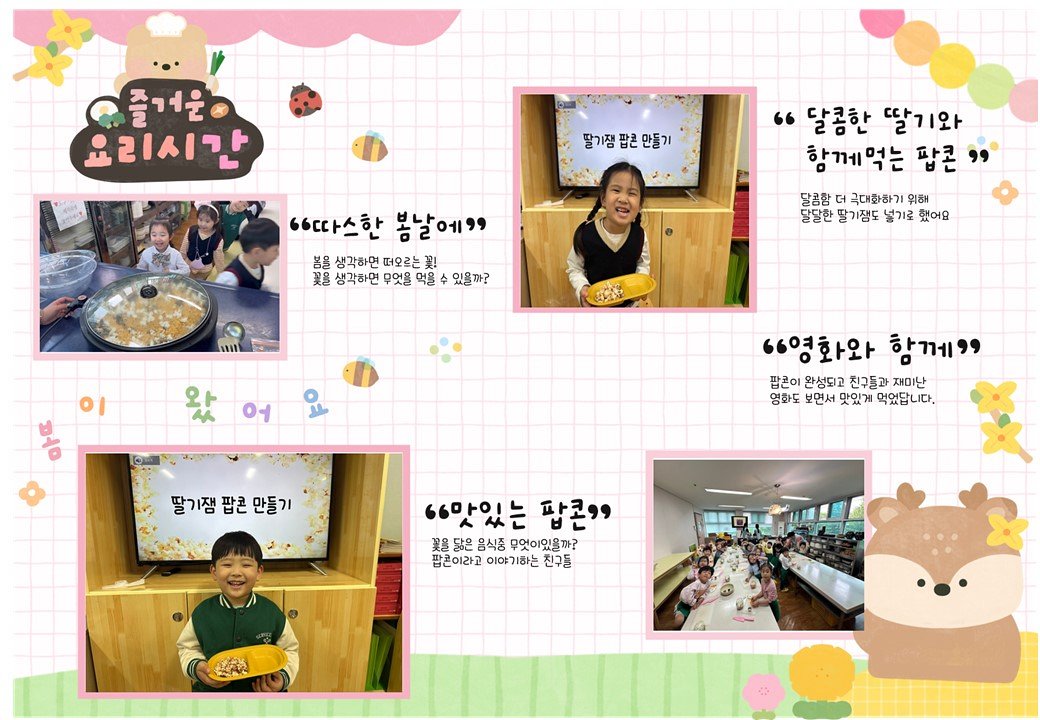 즐거운
요리시간
❝따스한 봄날에❞
봄을 생각하면 떠오르는 꽃!
꽃을 생각하면 무엇을 먹을 수 있을까?
딸기잼 팝콘 만들기
❝ 달콤한 딸기와
함께먹는 팝콘 ❞
달콤함 더 극대화하기 위해
달달한 딸기잼도 넣기로 했어요
❝영화와 함께❞
팝콘이 완성되고 친구들과 재미난
영화도 보면서 맛있게 먹었답니다.
봄이 왔어요
딸기잼 팝콘 만들기
❝맛있는 팝콘❞
꽃을 닮은 음식중 무엇이있을까?
팝콘이라고 이야기하는 친구들